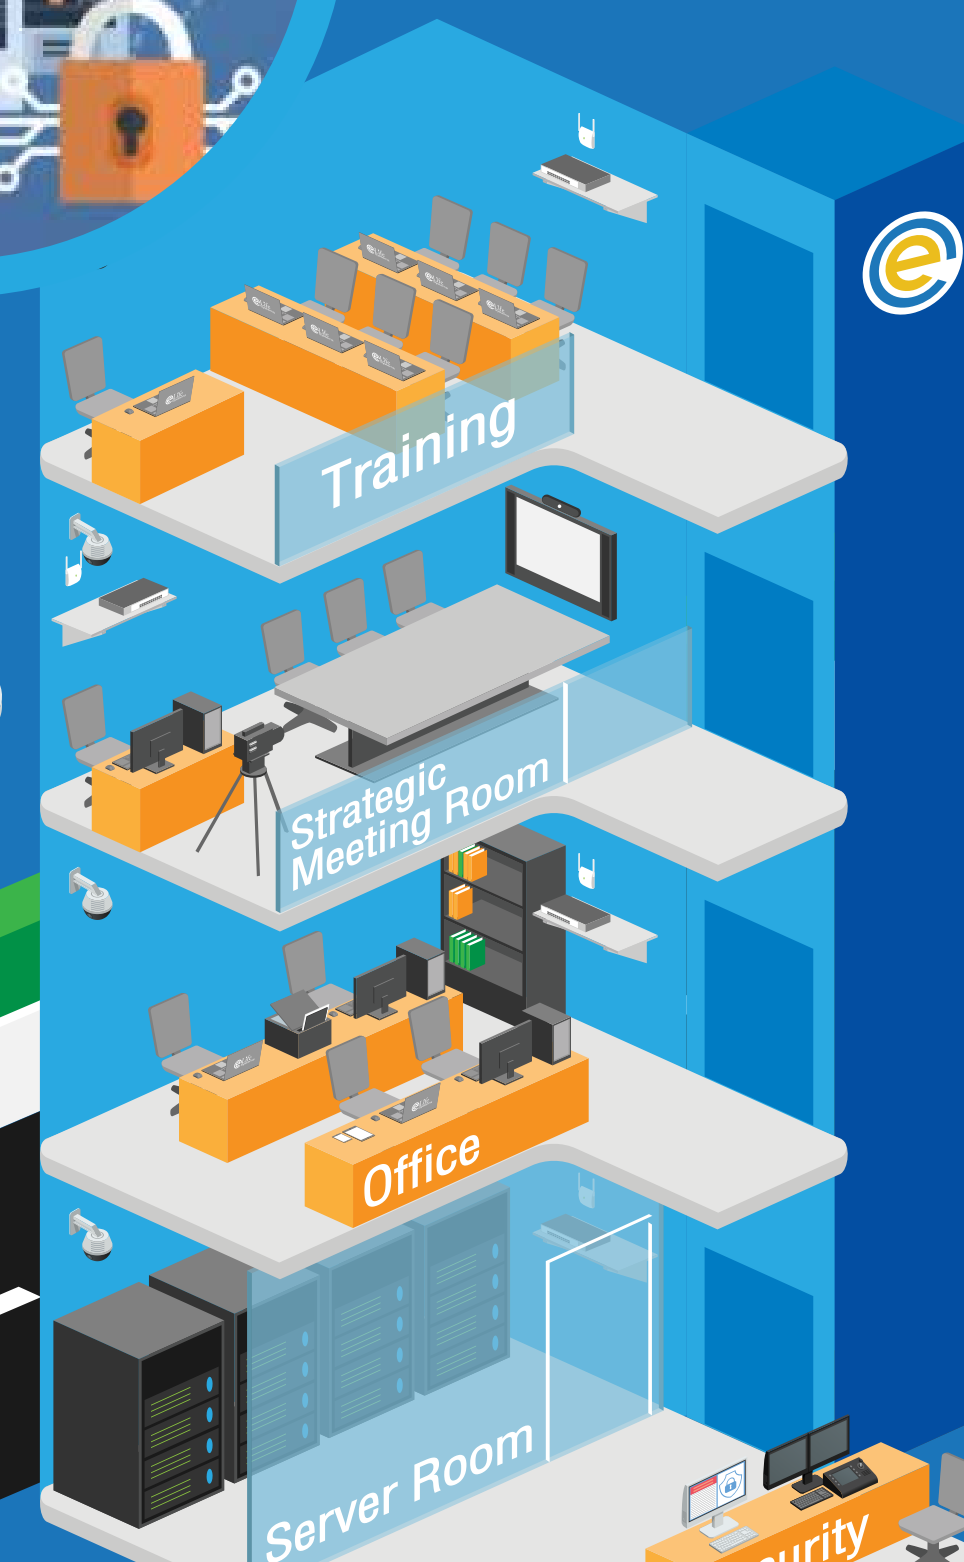 Training
Strategic
Meeting Room
Office
Server Room
e